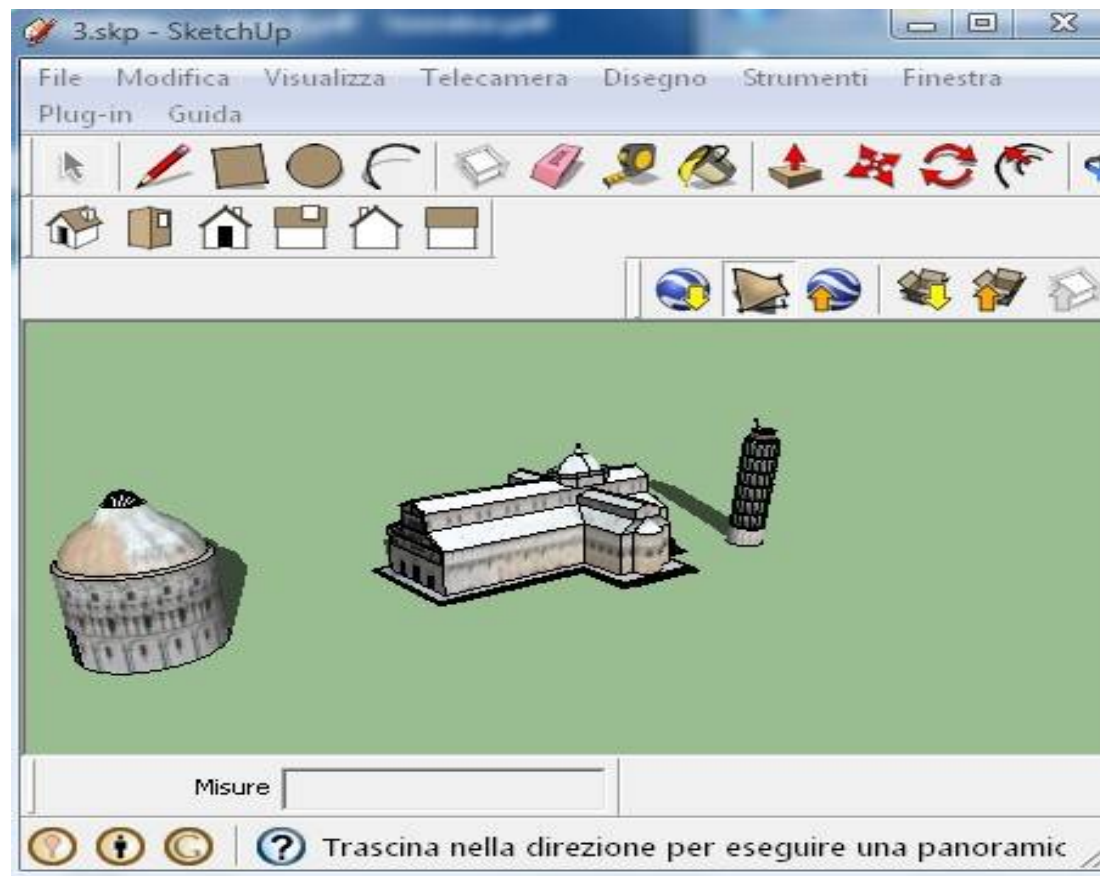 3.skp - SketchUp
File Modifica Visualizza Telecamera Disegno Strumenti Finestra
Plug-in Guida
Misure
Trascina nella direzione per eseguire una panoramic